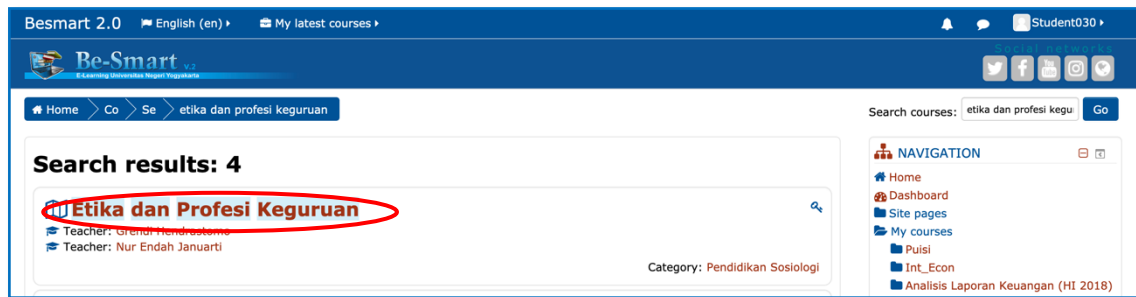 Besmart 2.0 English (en) My latest courses Student030
Be-Smart v.2
E-Learning Universitas Negeri Yogyakarta
Social networks
Home Co Se etika dan profesi keguruan
Search courses: etika dan profesi kegu Go
Search results: 4
Etika dan Profesi Keguruan
Teacher: Grendi Hendrastomo
Teacher: Nur Endah Januarti
Category: Pendidikan Sosiologi
NAVIGATION
Home
Dashboard
Site pages
My courses
Puisi
Int_Econ
Analisis Laporan Keuangan (HI 2018)